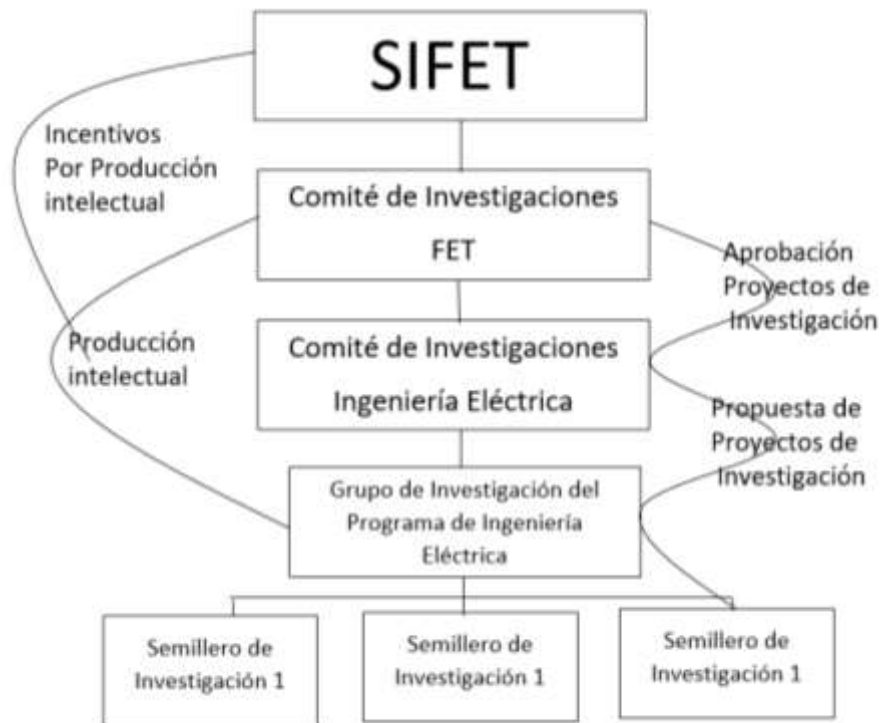 SIFET
Incentivos
Por Producción
intelectual
Comité de Investigaciones
FET
Aprobación
Proyectos de
Investigación
Producción
intelectual
Comité de Investigaciones
Ingeniería Eléctrica
Propuesta de
Proyectos de
Investigación
Grupo de Investigación del
Programa de Ingeniería
Eléctrica
Semillero de
Investigación 1
Semillero de
Investigación 1
Semillero de
Investigación 1